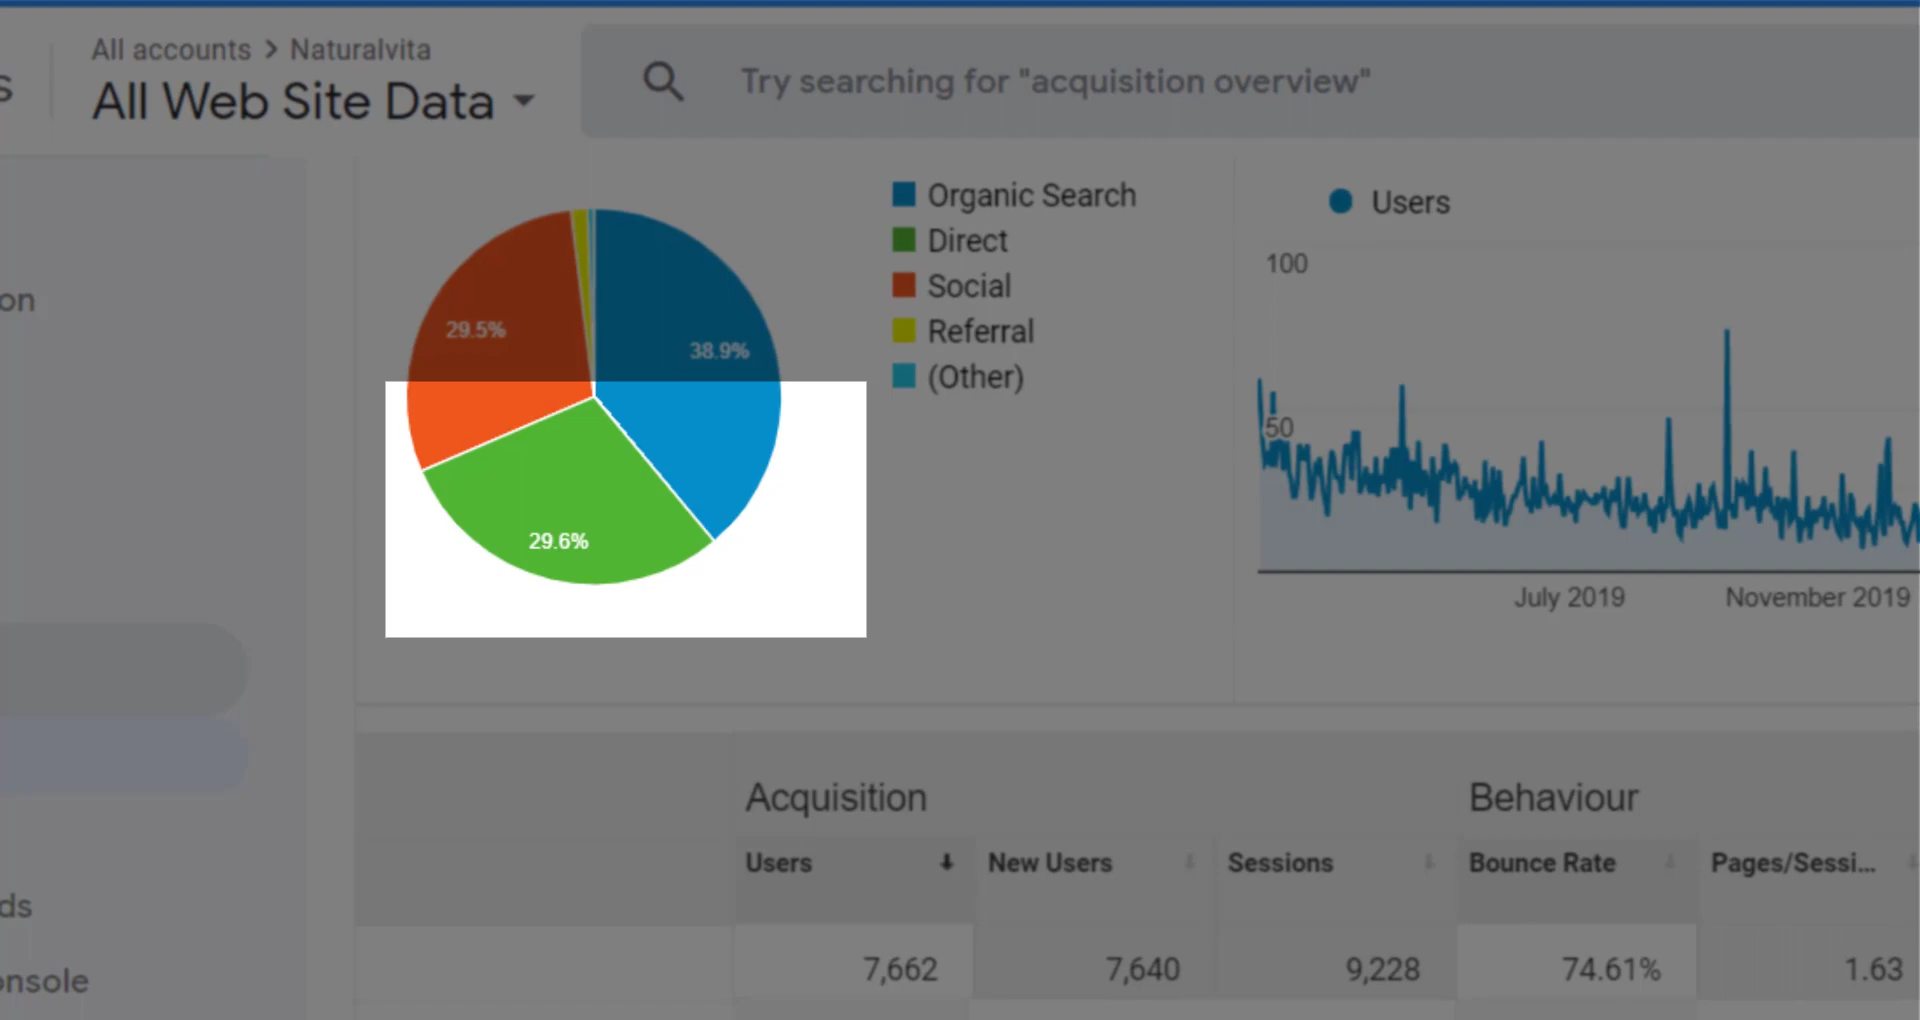 s
All accounts > Naturalvita
All Web Site Data
Try searching for "acquisition overview"
on
ds
onsole
29.5%
38.9%
29.6%
Organic Search
Direct
Social
Referral
(Other)
Users
100
50
July 2019
November 2019
Acquisition
Behaviour
Users
New Users
Sessions
Bounce Rate
Pages/Sessi...
7,662
7,640
9,228
74.61%
1.63